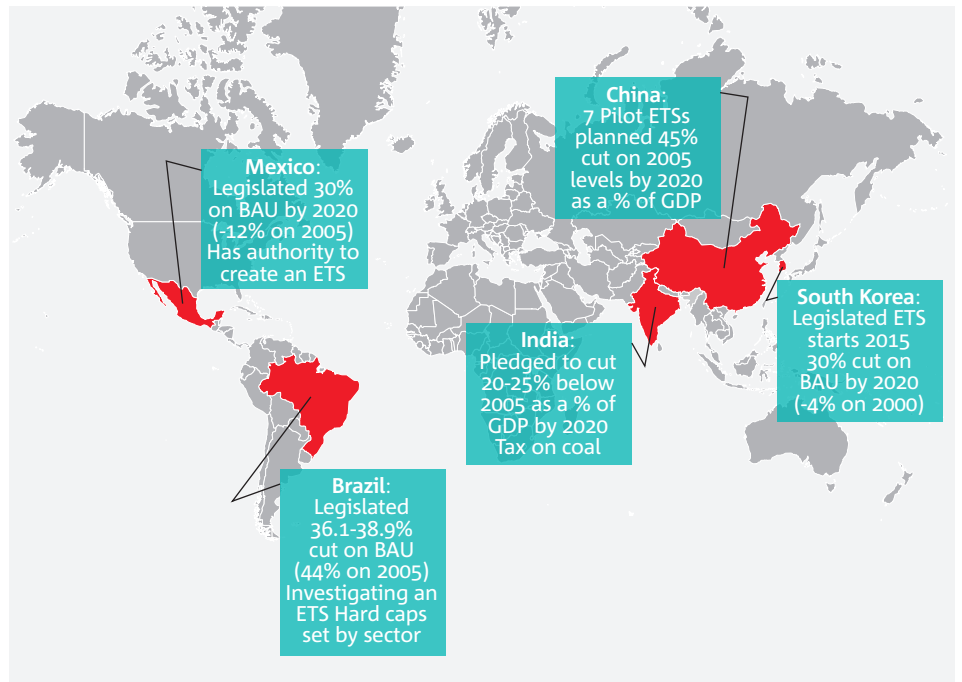 Mexico:
Legislated 30%
on BAU by 2020
(-12% on 2005)
Has authority to
create an ETS
China:
7 Pilot ETSs
planned 45%
cut on 2005
levels by 2020
as a % of GDP
South Korea:
Legislated ETS
starts 2015
30% cut on
BAU by 2020
(-4% on 2000)
India:
Pledged to cut
20-25% below
2005 as a % of
GDP by 2020
Tax on coal
Brazil:
Legislated
36.1-38.9%
cut on BAU
(44% on 2005)
Investigating an
ETS Hard caps
set by sector